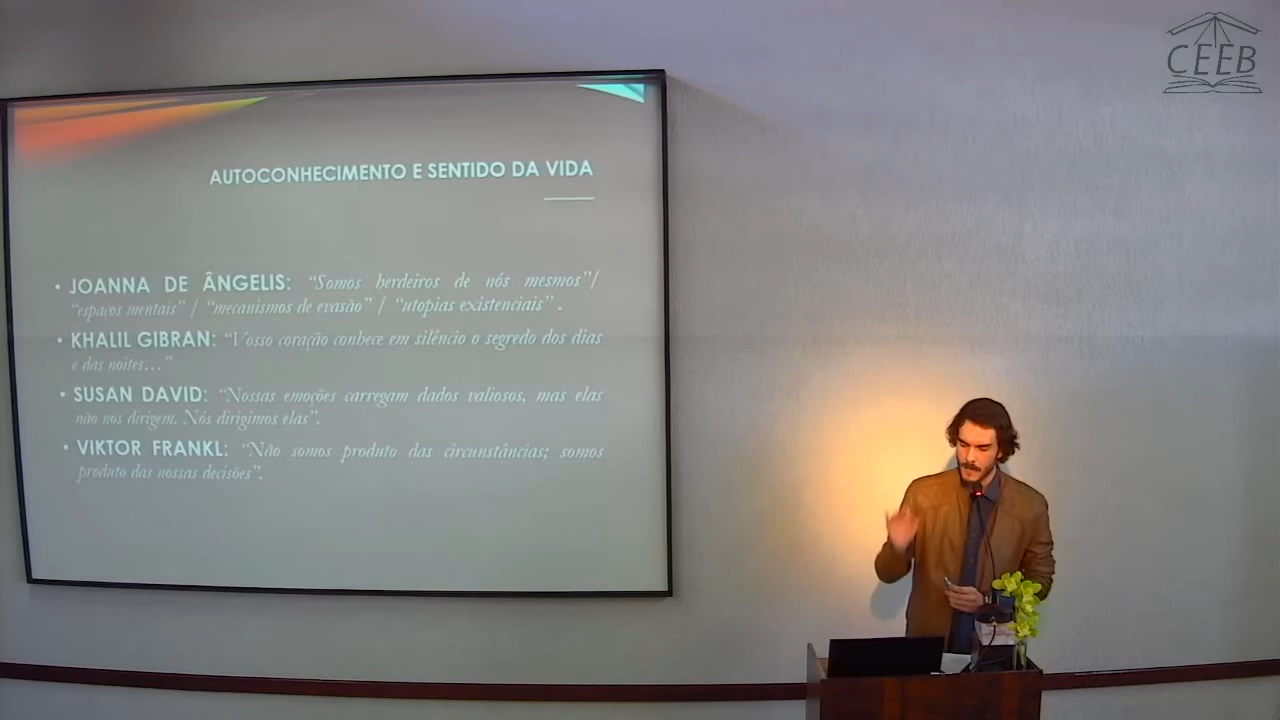 CEEB
AUTOCONHECIMENTO E SENTIDO DA VIDA
• JOANNA DE ÂNGELIS: “Somos herdeiros de nós mesmos”/
“espaços mentais” / “mecanismos de evasão” / “utopias existenciais” .
• KHALIL GIBRAN: “Vosso coração conhece em silêncio o segredo dos dias
e das noites…”
• SUSAN DAVID: “Nossas emoções carregam dados valiosos, mas elas
não nos dirigem. Nós dirigimos elas”.
• VIKTOR FRANKL: “Não somos produto das circunstâncias; somos
produto das nossas decisões”.